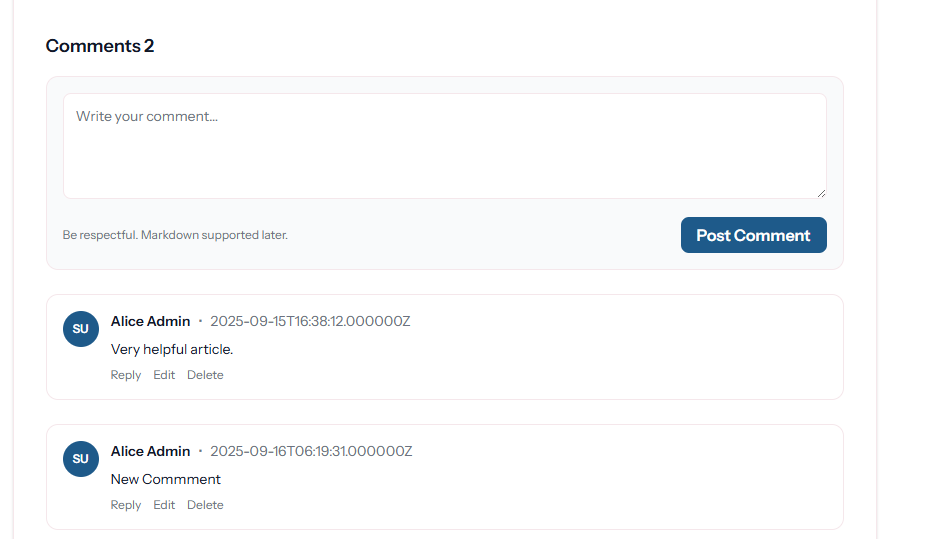 Comments 2
Write your comment...
Be respectful. Markdown supported later.
Post Comment
SU
Alice Admin • 2025-09-15T16:38:12.000000Z
Very helpful article.
Reply Edit Delete
SU
Alice Admin • 2025-09-16T06:19:31.000000Z
New Commment
Reply Edit Delete